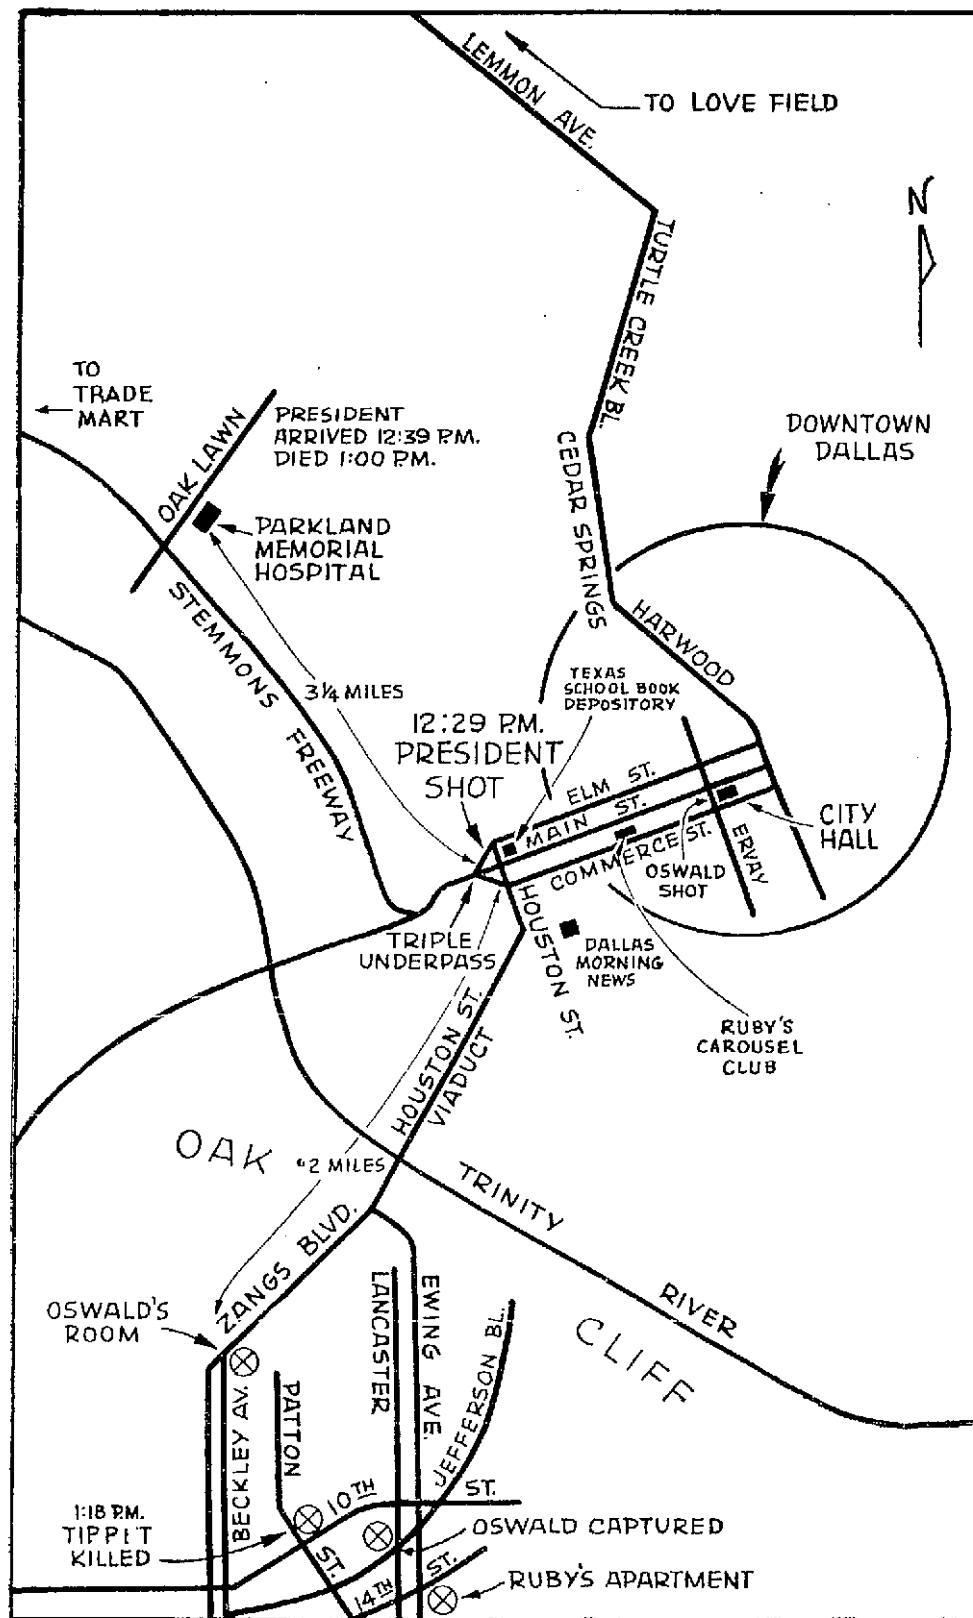 LEMMON AVE.
TO LOVE FIELD
N
TURTLE CREEK BL.
TO
TRADE
MART
OAK LAWN
PRESIDENT
ARRIVED 12:39 P.M.
DIED 1:00 P.M.
DOWNTOWN
DALLAS
CEDAR SPRINGS
PARKLAND
MEMORIAL
HOSPITAL
STEMMONS FREEWAY
HARWOOD
3 1/4 MILES
TEXAS
SCHOOL BOOK
DEPOSITORY
12:29 P.M.
PRESIDENT
SHOT
ELM ST.
MAIN ST.
COMMERCE ST.
CITY
HALL
ERVAY
OSWALD
SHOT
HOUSTON ST.
TRIPLE
UNDERPASS
DALLAS
MORNING
NEWS
RUBY'S
CAROUSEL
CLUB
HOUSTON ST.
VIADUCT
OAK
2 MILES
TRINITY
RIVER
CLIFF
ZANGS BLVD.
OSWALD'S
ROOM
LANCASTER
EWING AVE.
JEFFERSON BL.
BECKLEY AV.
PATTON
ST.
10TH
ST.
1:18 P.M.
TIPPIT
KILLED
OSWALD CAPTURED
14TH
ST.
RUBY'S APARTMENT